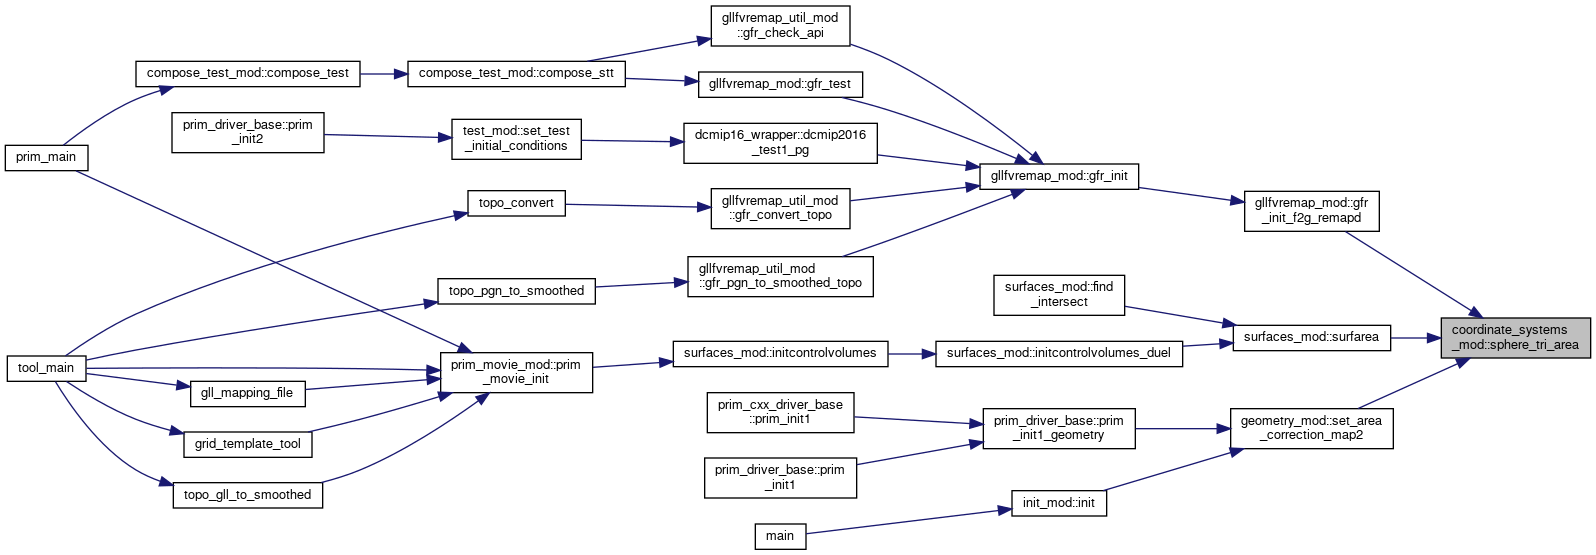 gllfvremap_util_mod
::gfr_check_api
compose_test_mod::compose_test
compose_test_mod::compose_stt
gllfvremap_mod::gfr_test
prim_driver_base::prim
_init2
test_mod::set_test
_initial_conditions
dcmip16_wrapper::dcmip2016
_test1_pg
prim_main
gllfvremap_mod::gfr_init
topo_convert
gllfvremap_util_mod
::gfr_convert_topo
gllfvremap_mod::gfr
_init_f2g_remapd
topo_pgn_to_smoothed
gllfvremap_util_mod
::gfr_pgn_to_smoothed_topo
surfaces_mod::find
_intersect
coordinate_systems
_mod::sphere_tri_area
surfaces_mod::surfarea
tool_main
prim_movie_mod::prim
_movie_init
surfaces_mod::initcontrolvolumes
surfaces_mod::initcontrolvolumes_duel
gll_mapping_file
prim_cxx_driver_base
::prim_init1
prim_driver_base::prim
_init1_geometry
geometry_mod::set_area
_correction_map2
grid_template_tool
prim_driver_base::prim
_init1
topo_gll_to_smoothed
init_mod::init
main